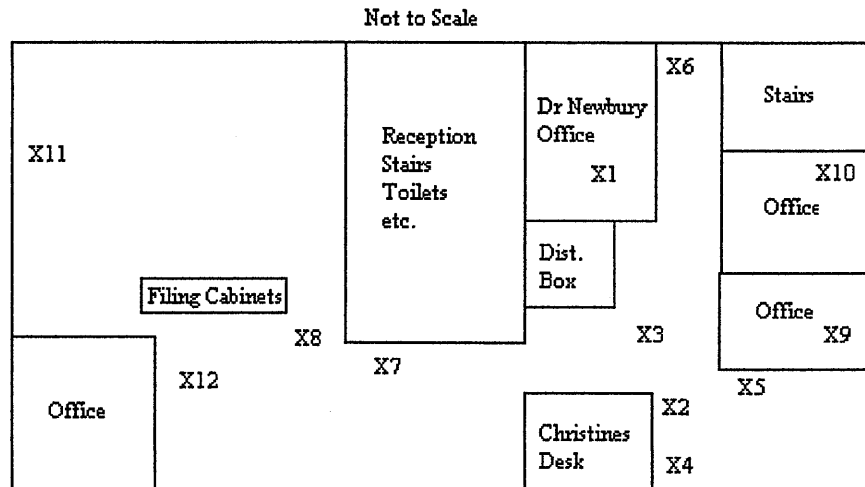 Not to Scale
X6
Dr Newbury
Office
X1
Stairs
Reception
Stairs
Toilets
etc.
X11
X10
Office
Dist.
Box
Filing Cabinets
Office
X9
X8
X3
X7
X12
X5
Office
X2
Christines
Desk
X4